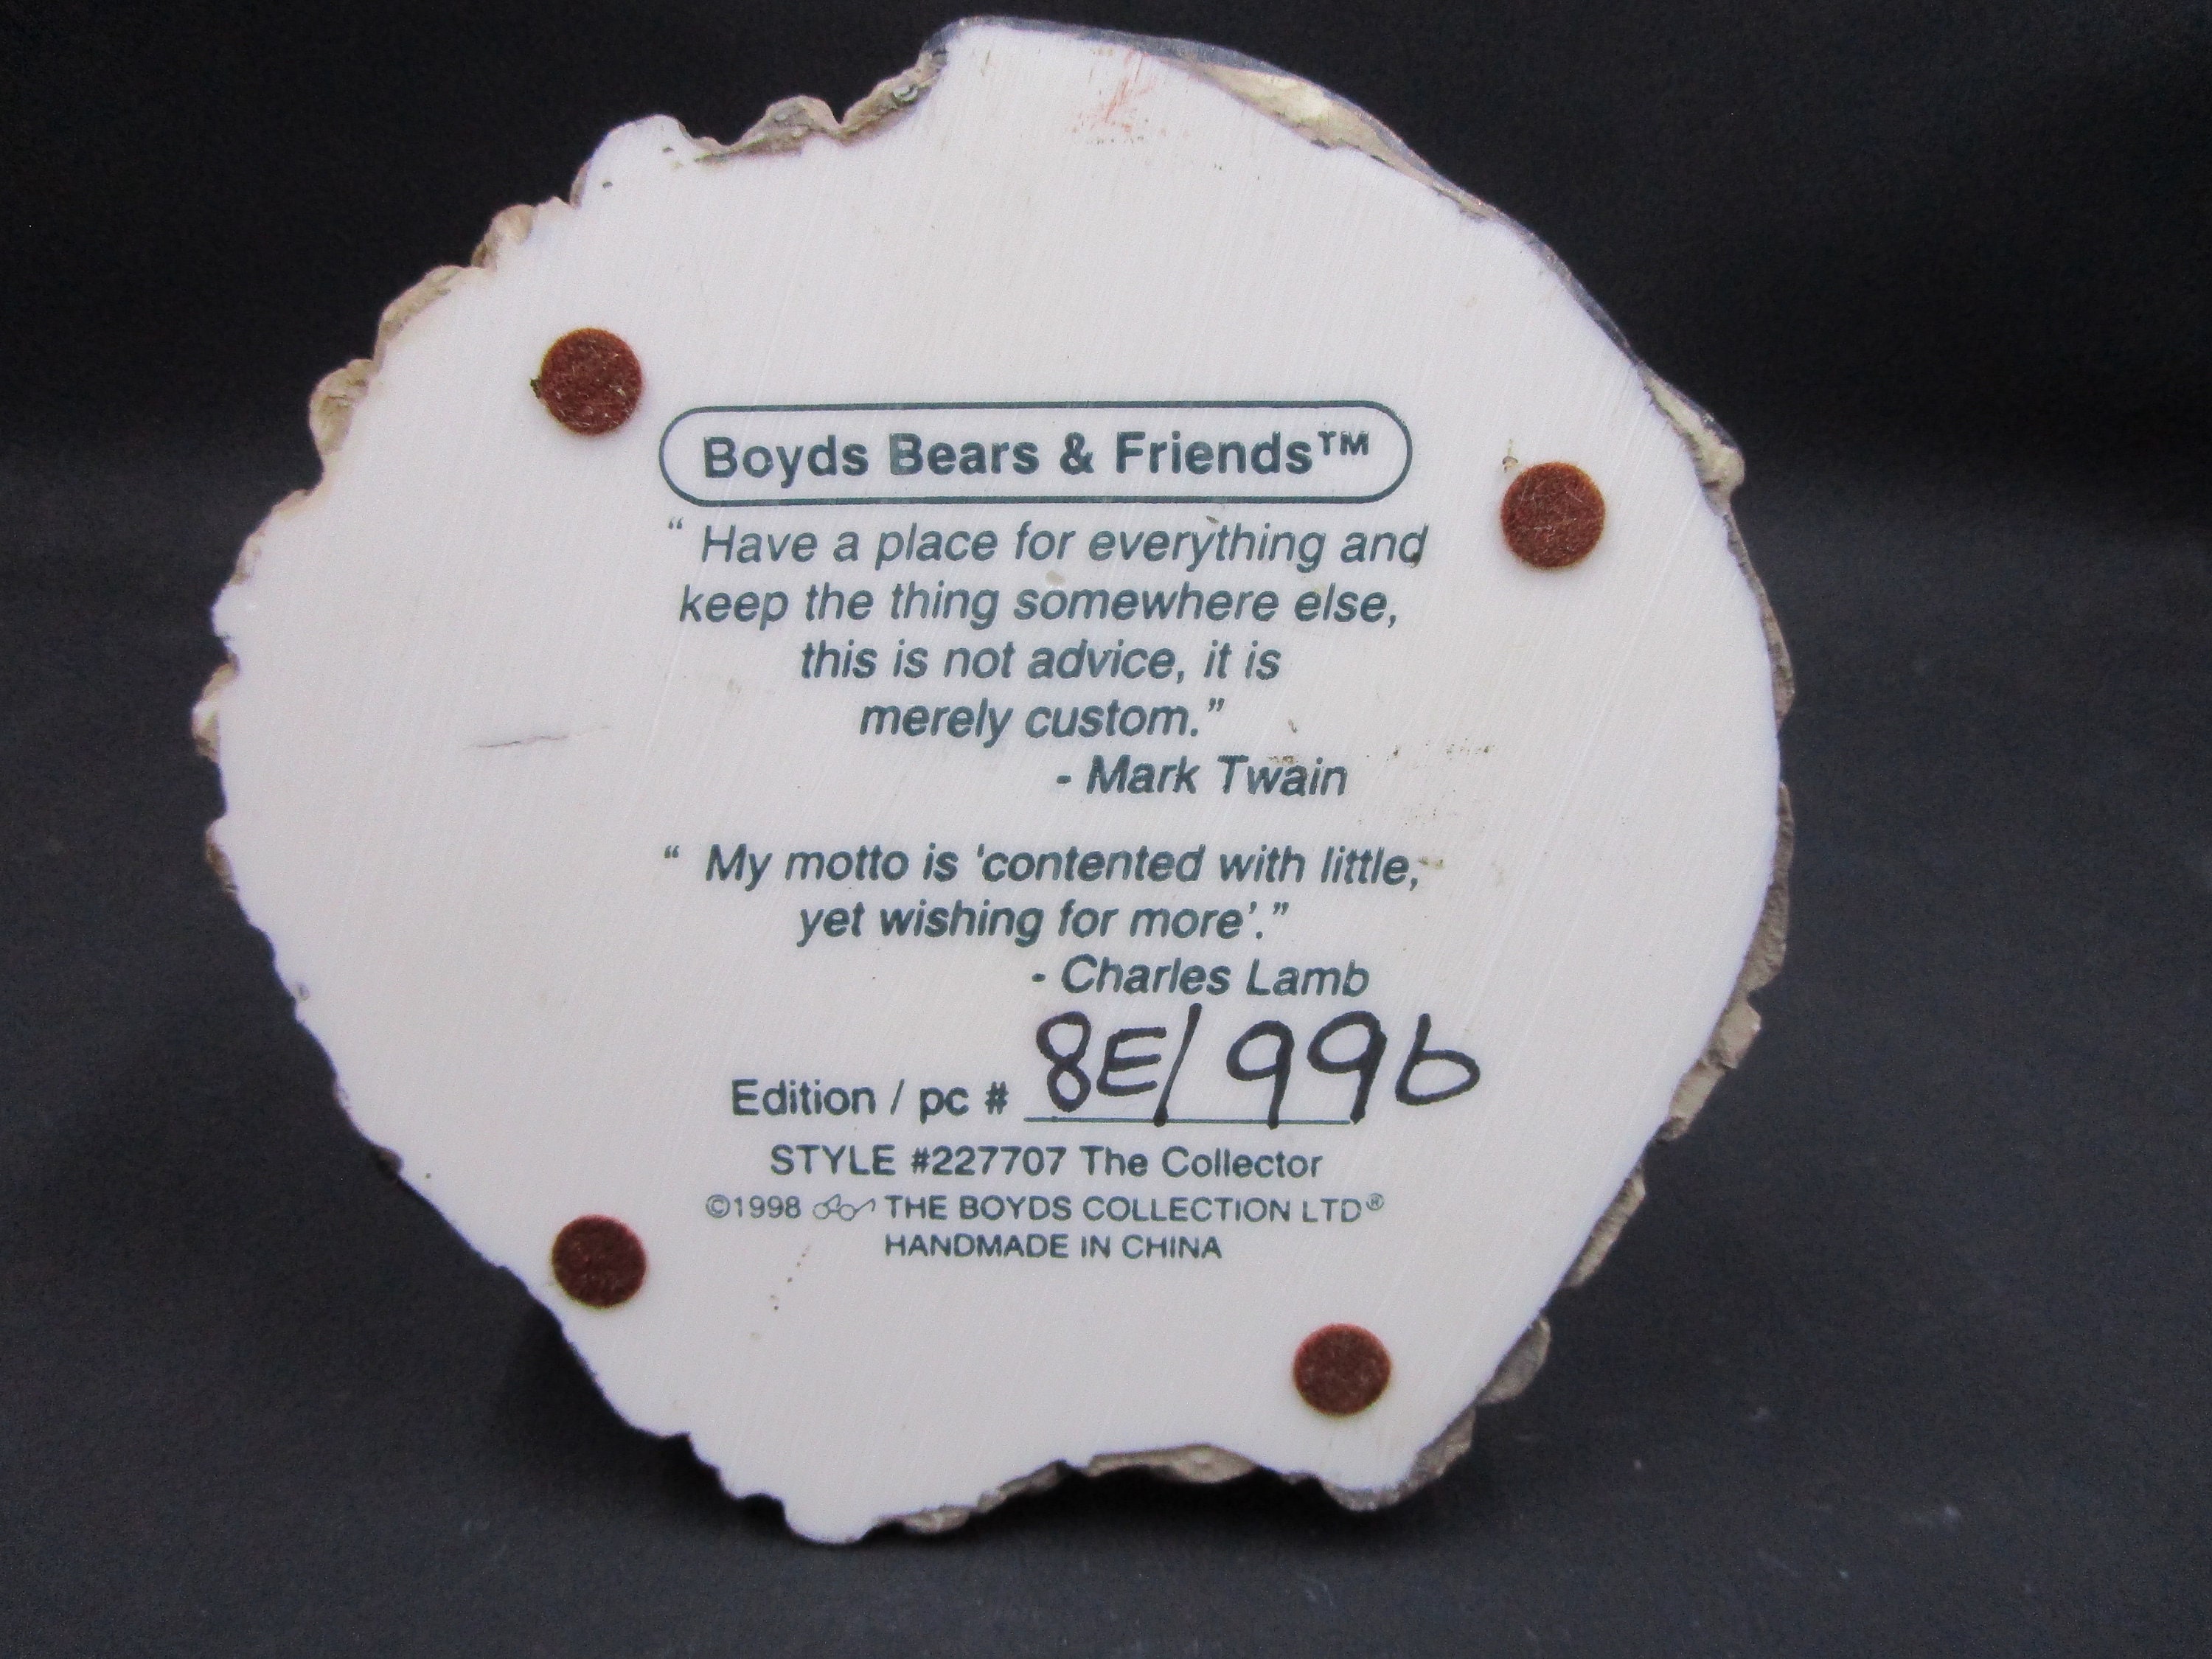 Boyds Bears & Friends™
“ Have a place for everything and
keep the thing somewhere else,
this is not advice, it is
merely custom.”
- Mark Twain
“ My motto is 'contented with little,
yet wishing for more'.”
- Charles Lamb
Edition / pc # 8E/996
STYLE #227707 The Collector
©1998 THE BOYDS COLLECTION LTD®
HANDMADE IN CHINA